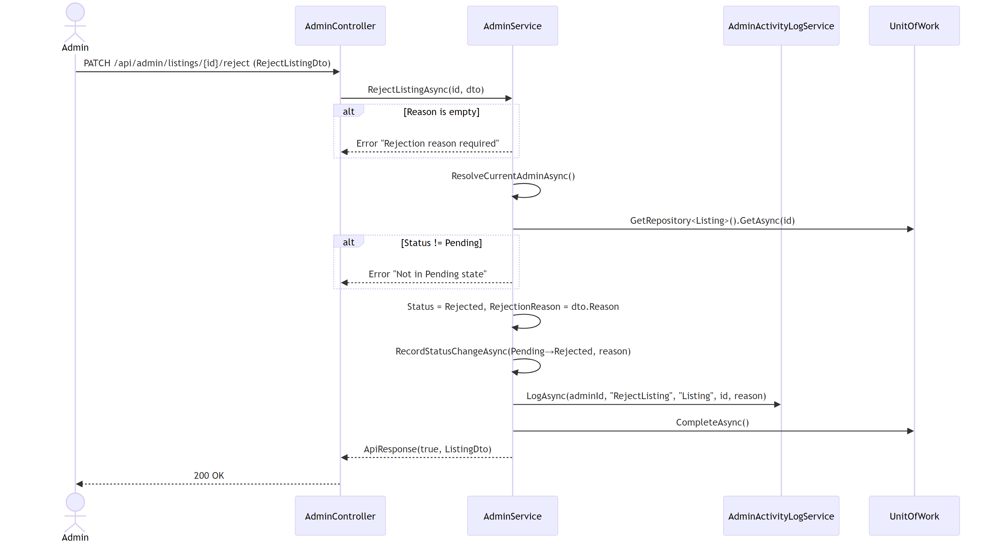 Admin
AdminController
AdminService
AdminActivityLogService
UnitOfWork
PATCH /api/admin/listings/{id}/reject (RejectListingDto)
RejectListingAsync(id, dto)
alt
[Reason is empty]
Error "Rejection reason required"
ResolveCurrentAdminAsync()
GetRepository<Listing>().GetAsync(id)
alt
[Status != Pending]
Error "Not in Pending state"
Status = Rejected, RejectionReason = dto.Reason
RecordStatusChangeAsync(Pending→Rejected, reason)
LogAsync(adminId, "RejectListing", "Listing", id, reason)
CompleteAsync()
ApiResponse(true, ListingDto)
200 OK
Admin
AdminController
AdminService
AdminActivityLogService
UnitOfWork